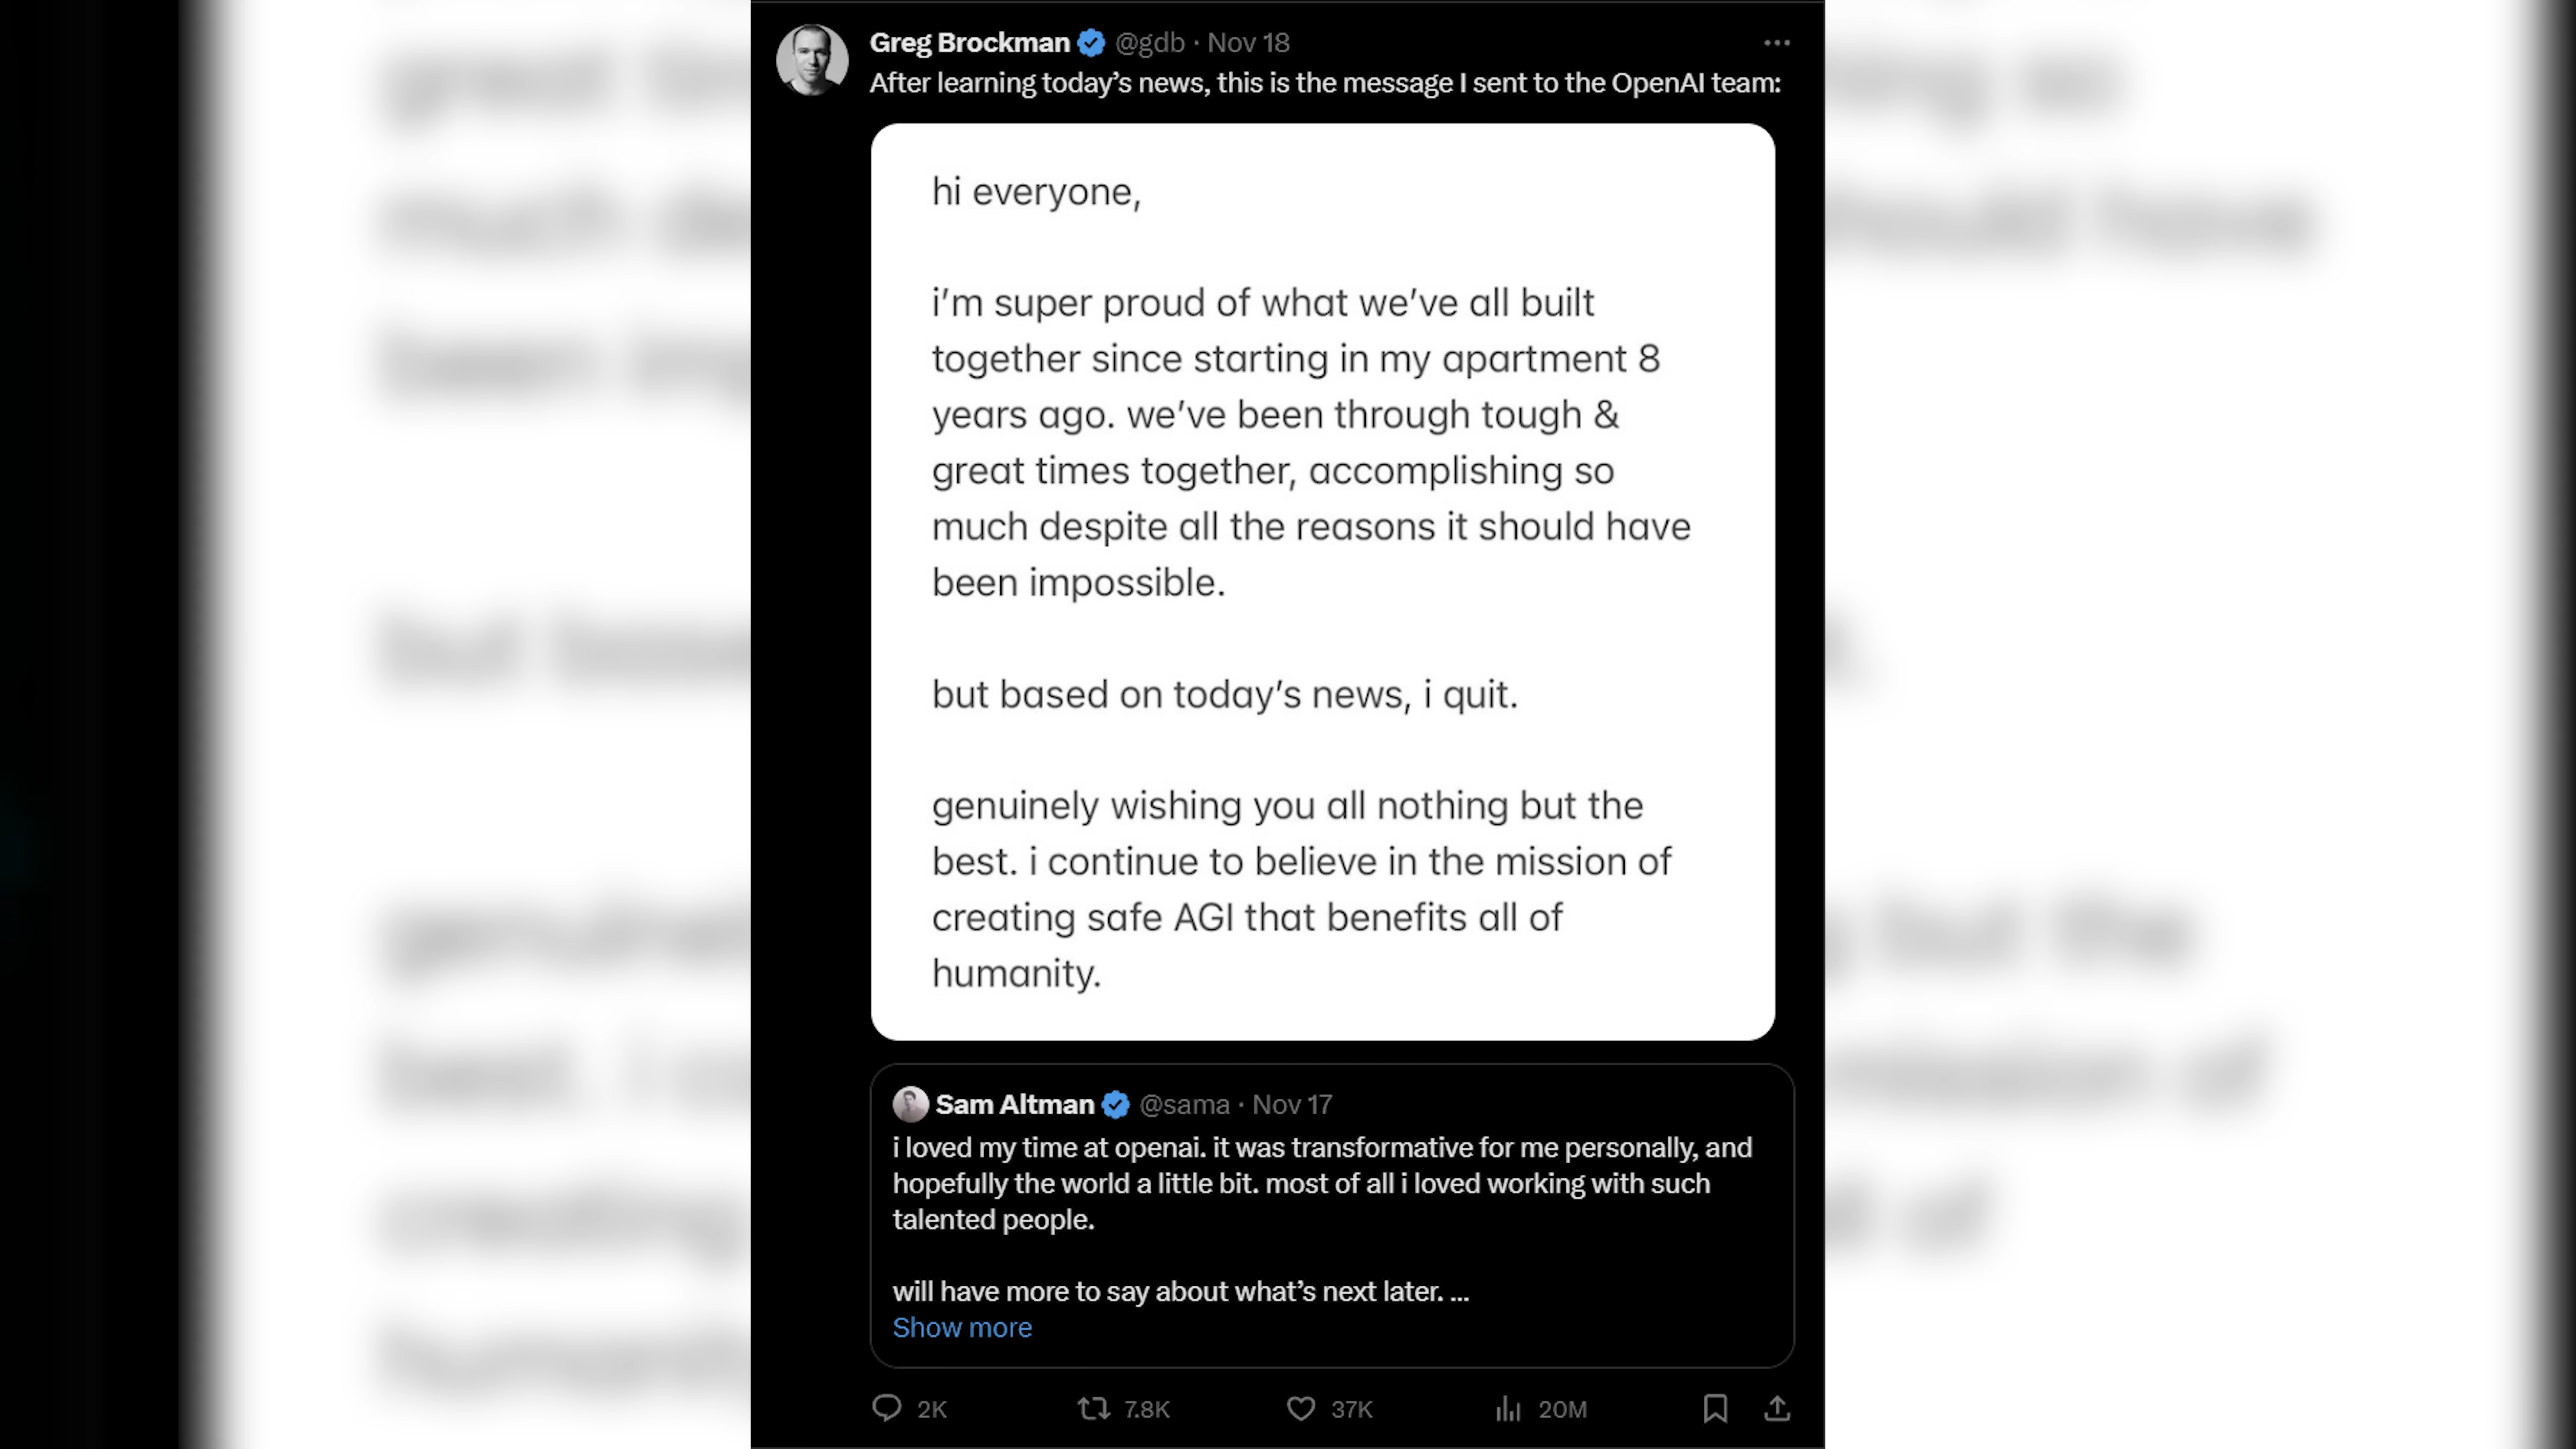 Greg Brockman @gdb · Nov 18
After learning today’s news, this is the message I sent to the OpenAI team:
hi everyone,
i’m super proud of what we’ve all built
together since starting in my apartment 8
years ago. we’ve been through tough &
great times together, accomplishing so
much despite all the reasons it should have
been impossible.
but based on today’s news, i quit.
genuinely wishing you all nothing but the
best. i continue to believe in the mission of
creating safe AGI that benefits all of
humanity.
Sam Altman @sama · Nov 17
i loved my time at openai. it was transformative for me personally, and
hopefully the world a little bit. most of all i loved working with such
talented people.
will have more to say about what’s next later. ...
Show more
2K 7.8K 37K 20M